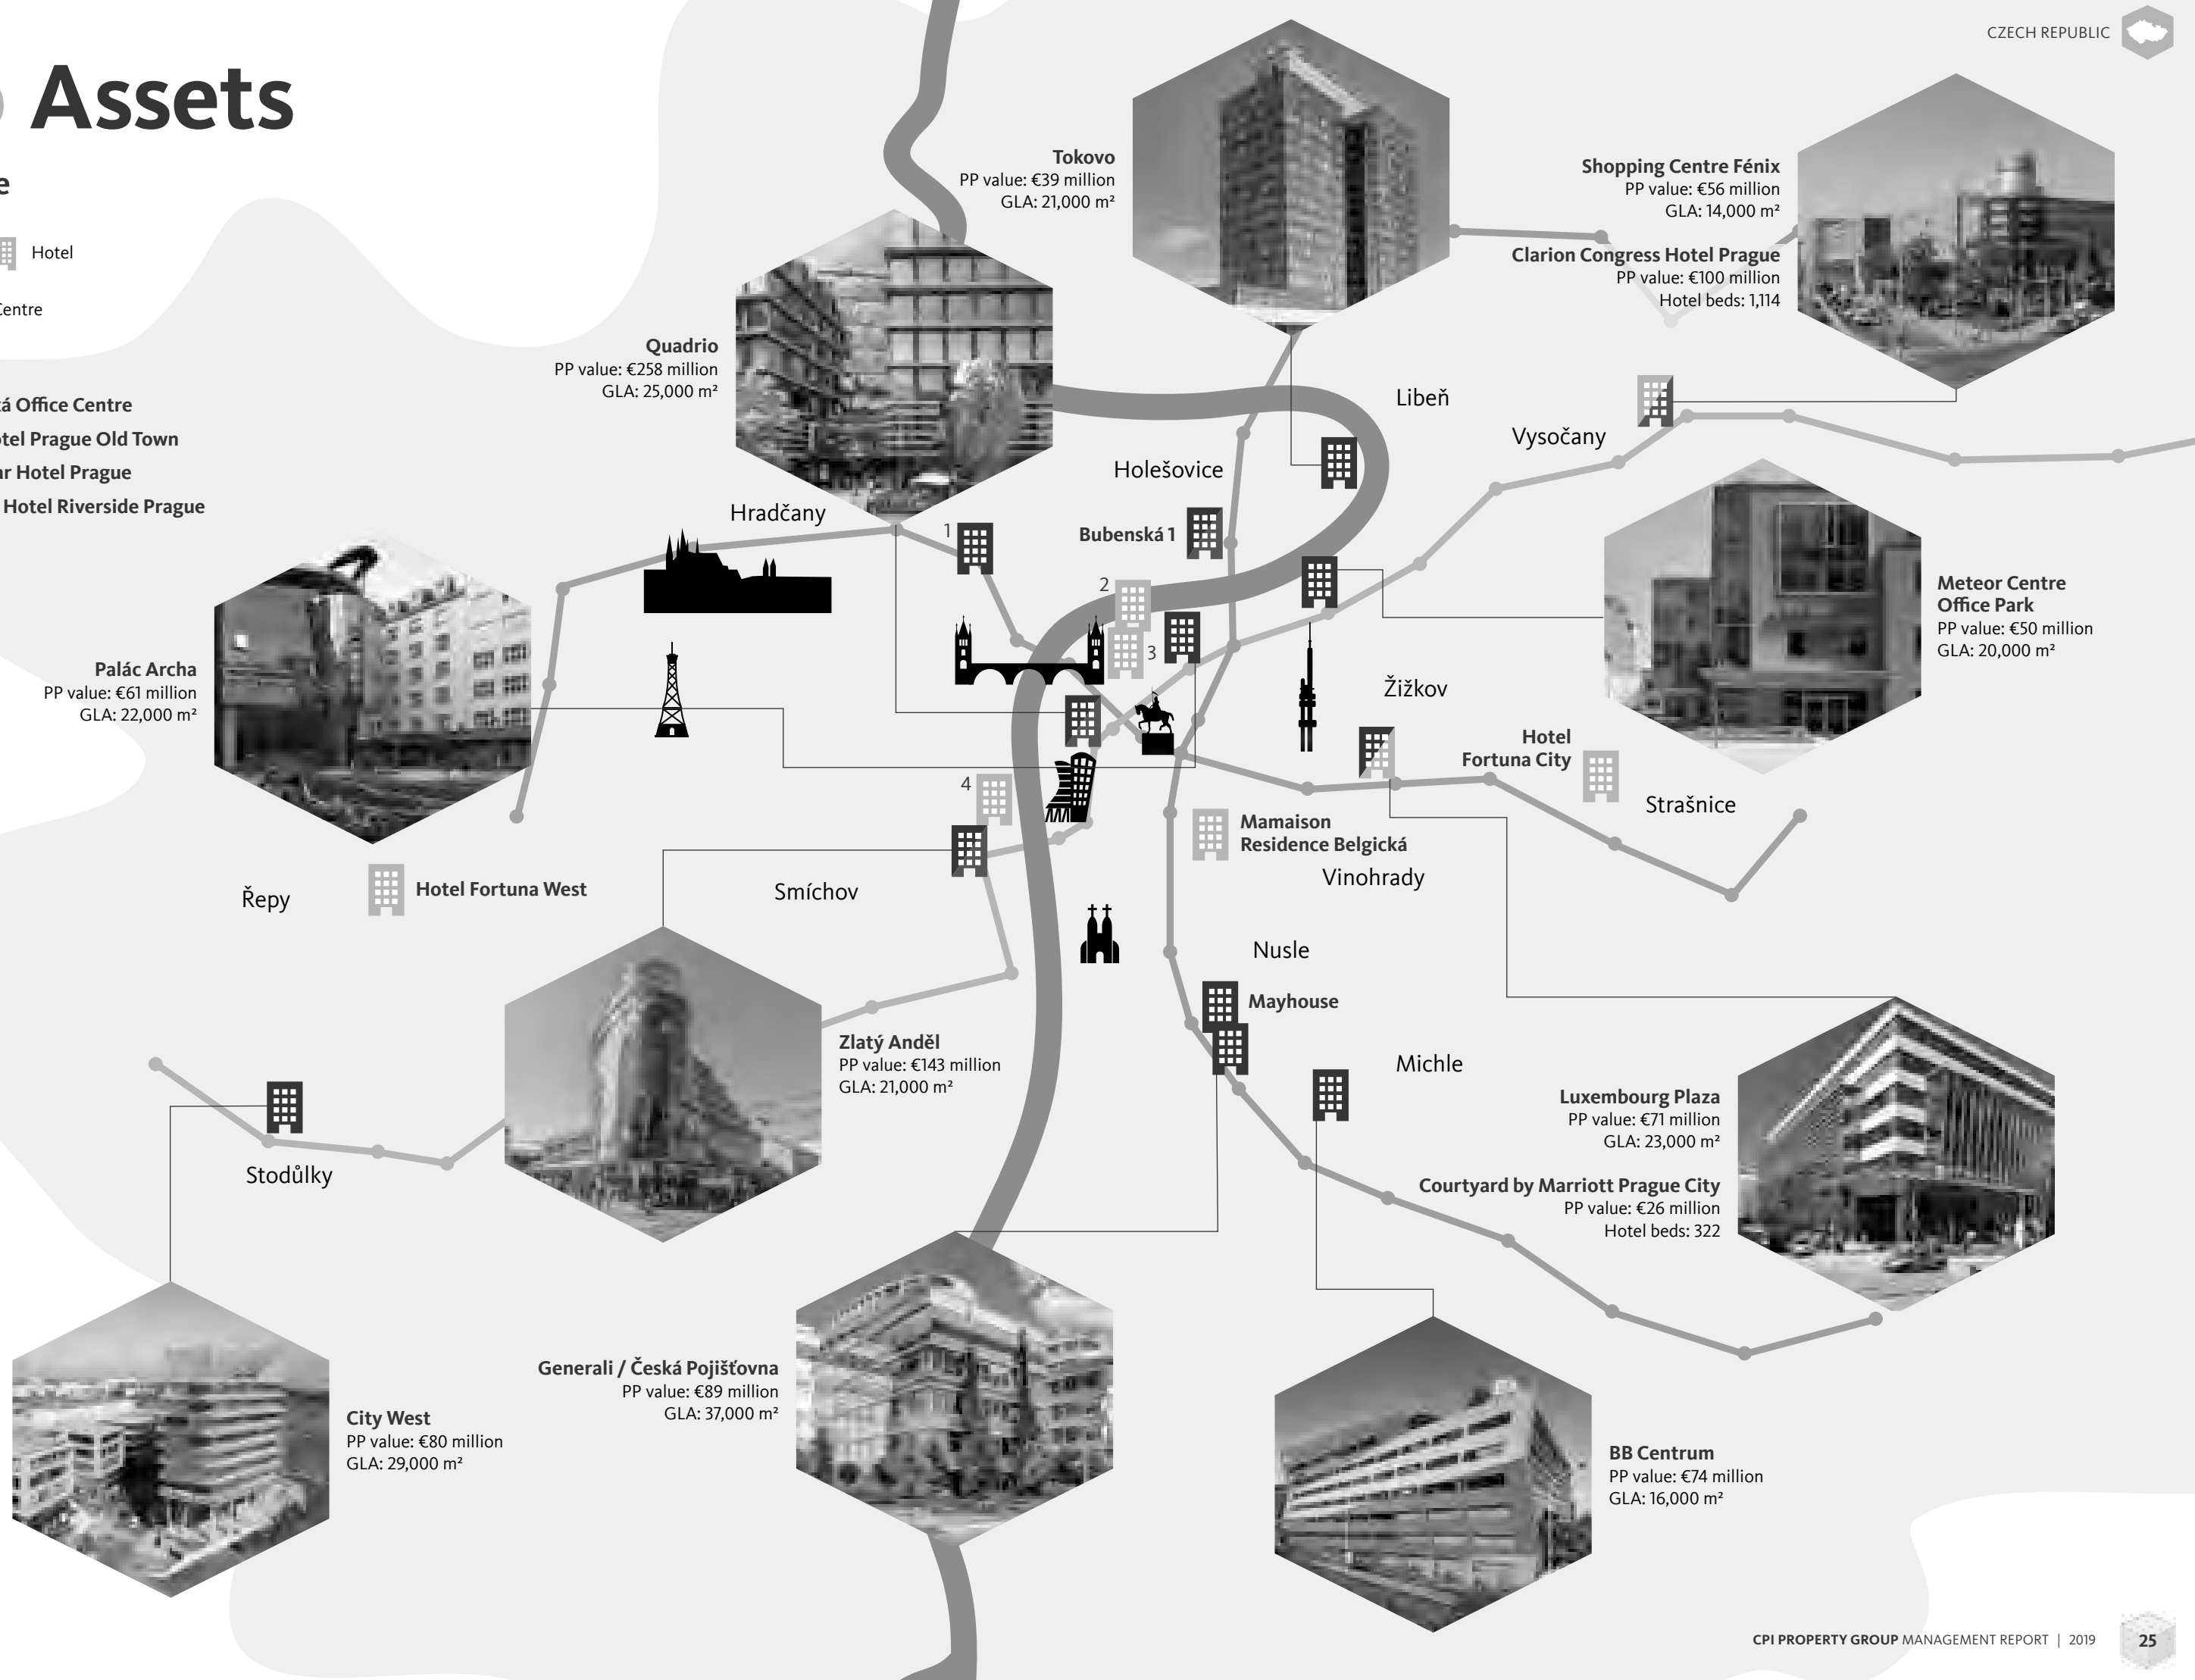 CZECH REPUBLIC
Assets
e
Hotel
Centre
á Office Centre
otel Prague Old Town
ar Hotel Prague
Hotel Riverside Prague
Tokovo
PP value: €39 million
GLA: 21,000 m²
Shopping Centre Fénix
PP value: €56 million
GLA: 14,000 m²
Clarion Congress Hotel Prague
PP value: €100 million
Hotel beds: 1,114
Quadrio
PP value: €258 million
GLA: 25,000 m²
Libeň
Vysočany
Holešovice
Hradčany
1
Bubenská 1
2
3
Meteor Centre
Office Park
PP value: €50 million
GLA: 20,000 m²
Palác Archa
PP value: €61 million
GLA: 22,000 m²
Žižkov
Hotel
Fortuna City
4
Strašnice
Mamaison
Residence Belgická
Vinohrady
Řepy
Hotel Fortuna West
Smíchov
Nusle
Mayhouse
Zlatý Anděl
PP value: €143 million
GLA: 21,000 m²
Michle
Luxembourg Plaza
PP value: €71 million
GLA: 23,000 m²
Courtyard by Marriott Prague City
PP value: €26 million
Hotel beds: 322
Stodůlky
Generali / Česká Pojišťovna
PP value: €89 million
GLA: 37,000 m²
City West
PP value: €80 million
GLA: 29,000 m²
BB Centrum
PP value: €74 million
GLA: 16,000 m²
CPI PROPERTY GROUP MANAGEMENT REPORT | 2019
25